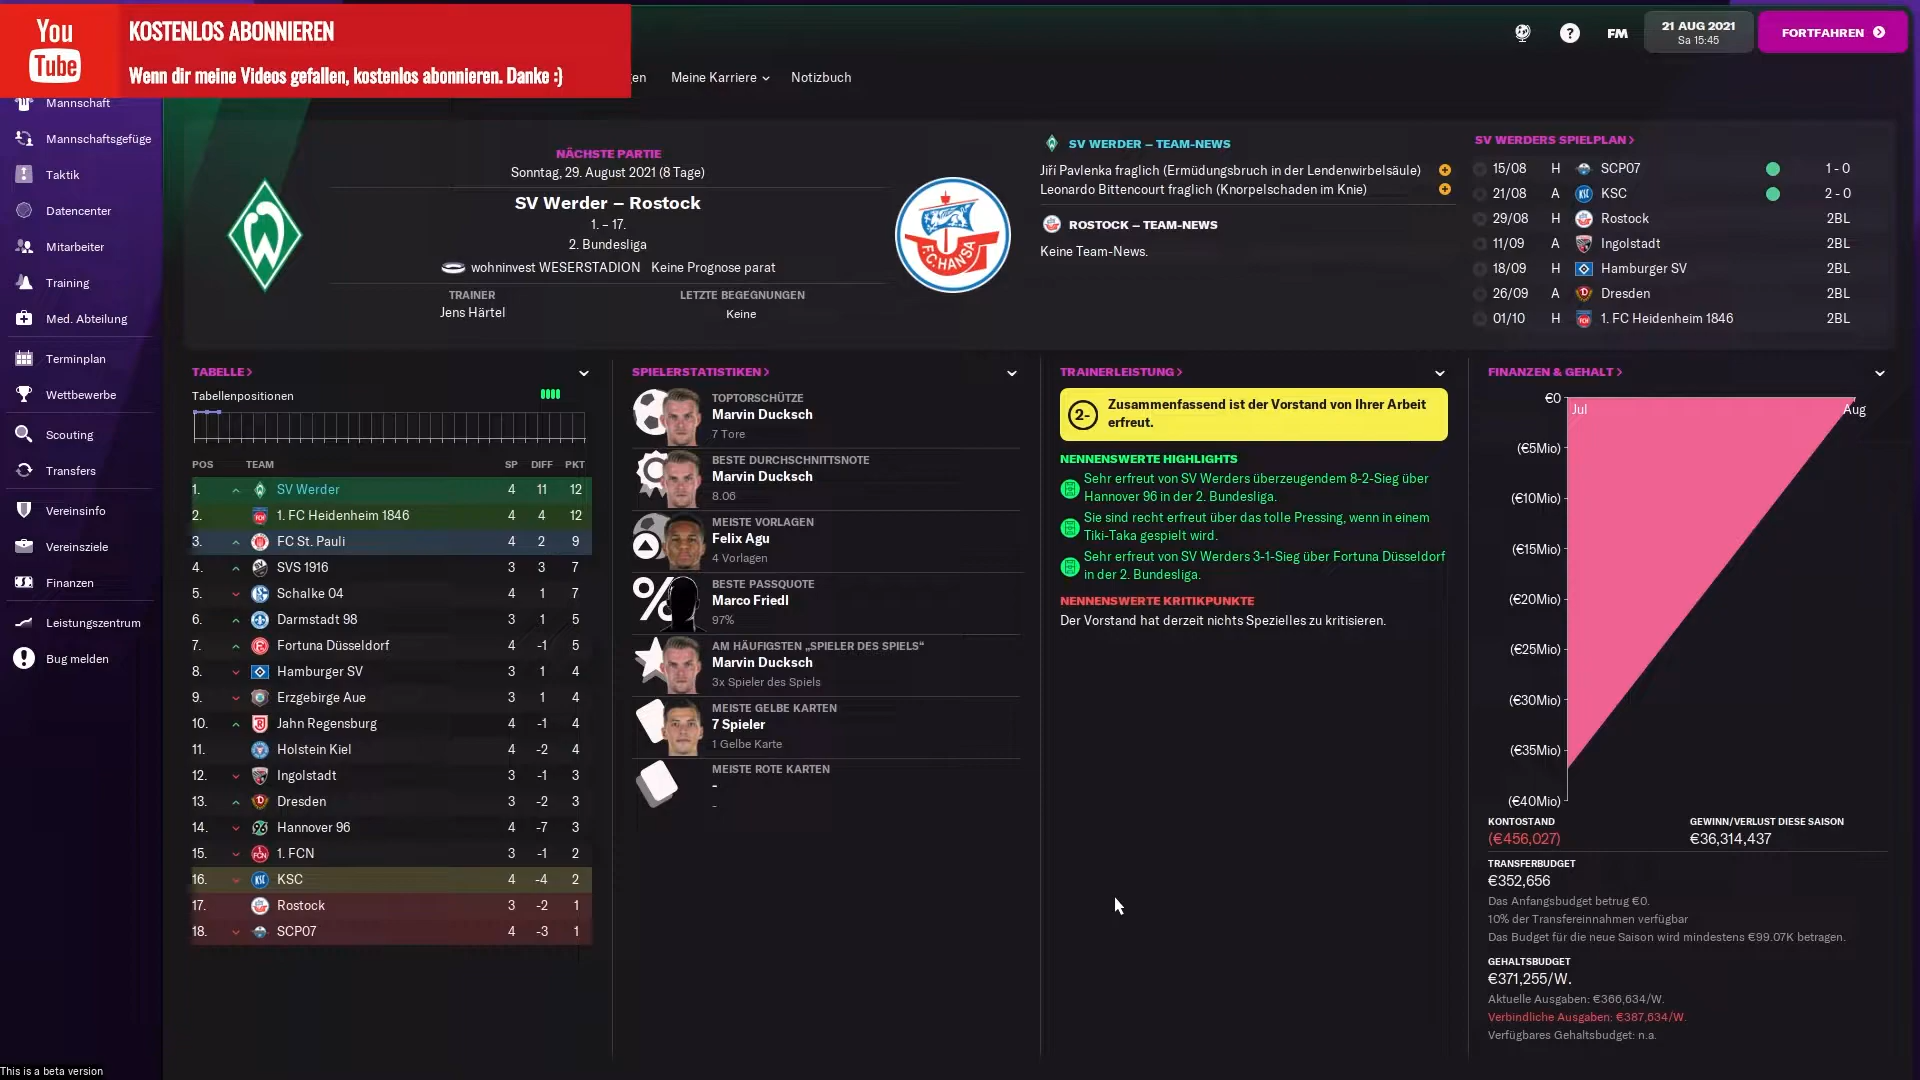 You
Tube
KOSTENLOS ABONNIEREN
Wenn dir meine Videos gefallen, kostenlos abonnieren. Danke :)
Meine Karriere
Notizbuch
?
FM
21 AUG 2021
Sa 15:45
FORTFAHREN
Mannschaft
Mannschaftsgefüge
Taktik
Datencenter
Mitarbeiter
Training
Med. Abteilung
Terminplan
Wettbewerbe
Scouting
Transfers
Vereinsinfo
Vereinsziele
Finanzen
Leistungszentrum
Bug melden
This is a beta version
NÄCHSTE PARTIE
Sonntag, 29. August 2021 (8 Tage)
SV Werder – Rostock
1. – 17.
2. Bundesliga
wohninvest WESERSTADION Keine Prognose parat
TRAINER
Jens Härtel
LETZTE BEGEGNUNGEN
Keine
F.C. HANSA
SV WERDER – TEAM-NEWS
Jiří Pavlenka fraglich (Ermüdungsbruch in der Lendenwirbelsäule)
Leonardo Bittencourt fraglich (Knorpelschaden im Knie)
ROSTOCK – TEAM-NEWS
Keine Team-News.
SV WERDERS SPIELPLAN
15/08 H SCP07 1 - 0
21/08 A KSC 2 - 0
29/08 H Rostock 2BL
11/09 A Ingolstadt 2BL
18/09 H Hamburger SV 2BL
26/09 A Dresden 2BL
01/10 H 1. FC Heidenheim 1846 2BL
TABELLE
Tabellenpositionen
POS TEAM SP DIFF PKT
1. SV Werder 4 11 12
2. 1. FC Heidenheim 1846 4 4 12
3. FC St. Pauli 4 2 9
4. SVS 1916 3 3 7
5. Schalke 04 4 1 7
6. Darmstadt 98 3 1 5
7. Fortuna Düsseldorf 4 -1 5
8. Hamburger SV 3 1 4
9. Erzgebirge Aue 3 1 4
10. Jahn Regensburg 4 -1 4
11. Holstein Kiel 4 -2 4
12. Ingolstadt 3 -1 3
13. Dresden 3 -2 3
14. Hannover 96 4 -7 3
15. 1. FCN 3 -1 2
16. KSC 4 -4 2
17. Rostock 3 -2 1
18. SCP07 4 -3 1
SPIELERSTATISTIKEN
TOPTORSCHÜTZE
Marvin Ducksch
7 Tore
BESTE DURCHSCHNITTSNOTE
Marvin Ducksch
8.06
MEISTE VORLAGEN
Felix Agu
4 Vorlagen
BESTE PASSQUOTE
Marco Friedl
97%
AM HÄUFIGSTEN „SPIELER DES SPIELS“
Marvin Ducksch
3x Spieler des Spiels
MEISTE GELBE KARTEN
7 Spieler
1 Gelbe Karte
MEISTE ROTE KARTEN
-
-
TRAINERLEISTUNG
2-
Zusammenfassend ist der Vorstand von Ihrer Arbeit
erfreut.
NENNENSWERTE HIGHLIGHTS
Sehr erfreut von SV Werders überzeugendem 8-2-Sieg über
Hannover 96 in der 2. Bundesliga.
Sie sind recht erfreut über das tolle Pressing, wenn in einem
Tiki-Taka gespielt wird.
Sehr erfreut von SV Werders 3-1-Sieg über Fortuna Düsseldorf
in der 2. Bundesliga.
NENNENSWERTE KRITIKPUNKTE
Der Vorstand hat derzeit nichts Spezielles zu kritisieren.
FINANZEN & GEHALT
€0
Jul
Aug
(€5Mio)
(€10Mio)
(€15Mio)
(€20Mio)
(€25Mio)
(€30Mio)
(€35Mio)
(€40Mio)
KONTOSTAND
(€456,027)
GEWINN/VERLUST DIESE SAISON
€36,314,437
TRANSFERBUDGET
€352,656
Das Anfangsbudget betrug €0.
10% der Transfereinnahmen verfügbar
Das Budget für die neue Saison wird mindestens €99.07K betragen.
GEHALTSBUDGET
€371,255/W.
Aktuelle Ausgaben: €366,634/W.
Verbindliche Ausgaben: €387,634/W.
Verfügbares Gehaltsbudget: n.a.